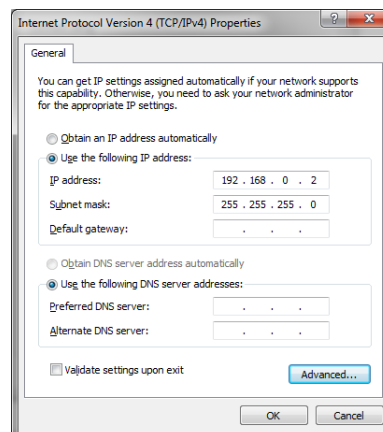 Internet Protocol Version 4 (TCP/IPv4) Properties
General
You can get IP settings assigned automatically if your network supports
this capability. Otherwise, you need to ask your network administrator
for the appropriate IP settings.
Obtain an IP address automatically
Use the following IP address:
IP address: 192 . 168 . 0 . 2
Subnet mask: 255 . 255 . 255 . 0
Default gateway: . . .
Obtain DNS server address automatically
Use the following DNS server addresses:
Preferred DNS server: . . .
Alternate DNS server: . . .
Validate settings upon exit
Advanced...
OK Cancel